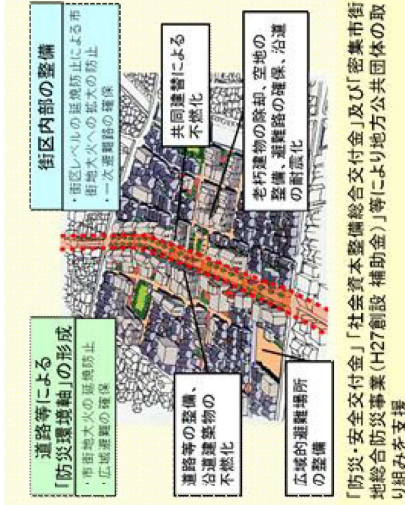 道路等による
「防災環境軸」の形成
・市街地大火の延焼防止
・広域避難の確保
街区内部の整備
・街区レベルの延焼防止による市
街地大火への拡大の防止
・一次避難路の確保
道路等の整備、
沿道建築物の
不燃化
共同建替による
不燃化
老朽建物の除却、空地の
整備、避難路の確保、沿道
の耐震化
広域的避難場所
の整備
「防災・安全交付金」「社会資本整備総合交付金」及び「密集市街
地総合防災事業(H27創設 補助金)」等により地方公共団体の取
り組みを支援